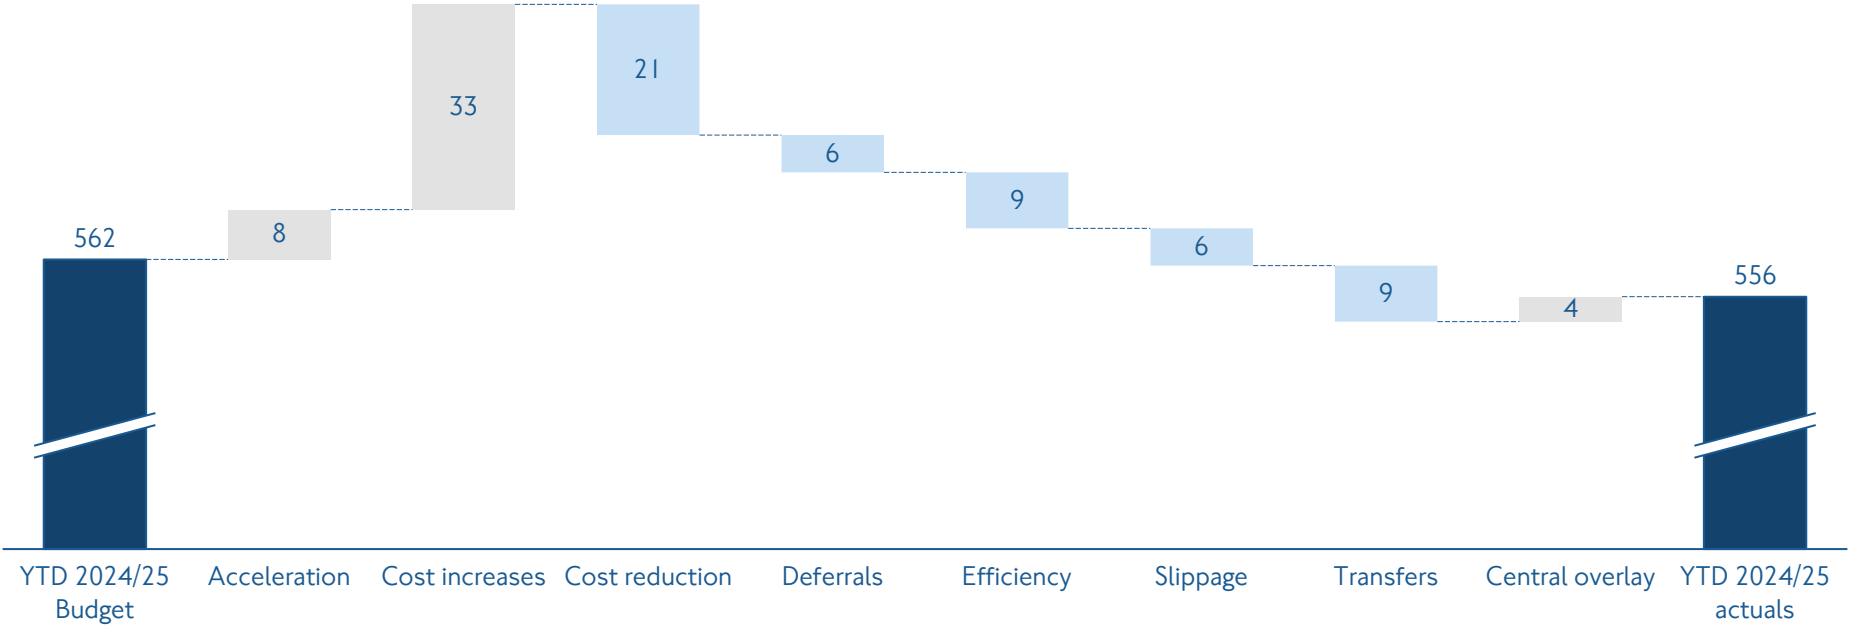 33
21
6
9
8
562
6
9
4
556
YTD 2024/25 Budget
Acceleration
Cost increases
Cost reduction
Deferrals
Efficiency
Slippage
Transfers
Central overlay
YTD 2024/25 actuals